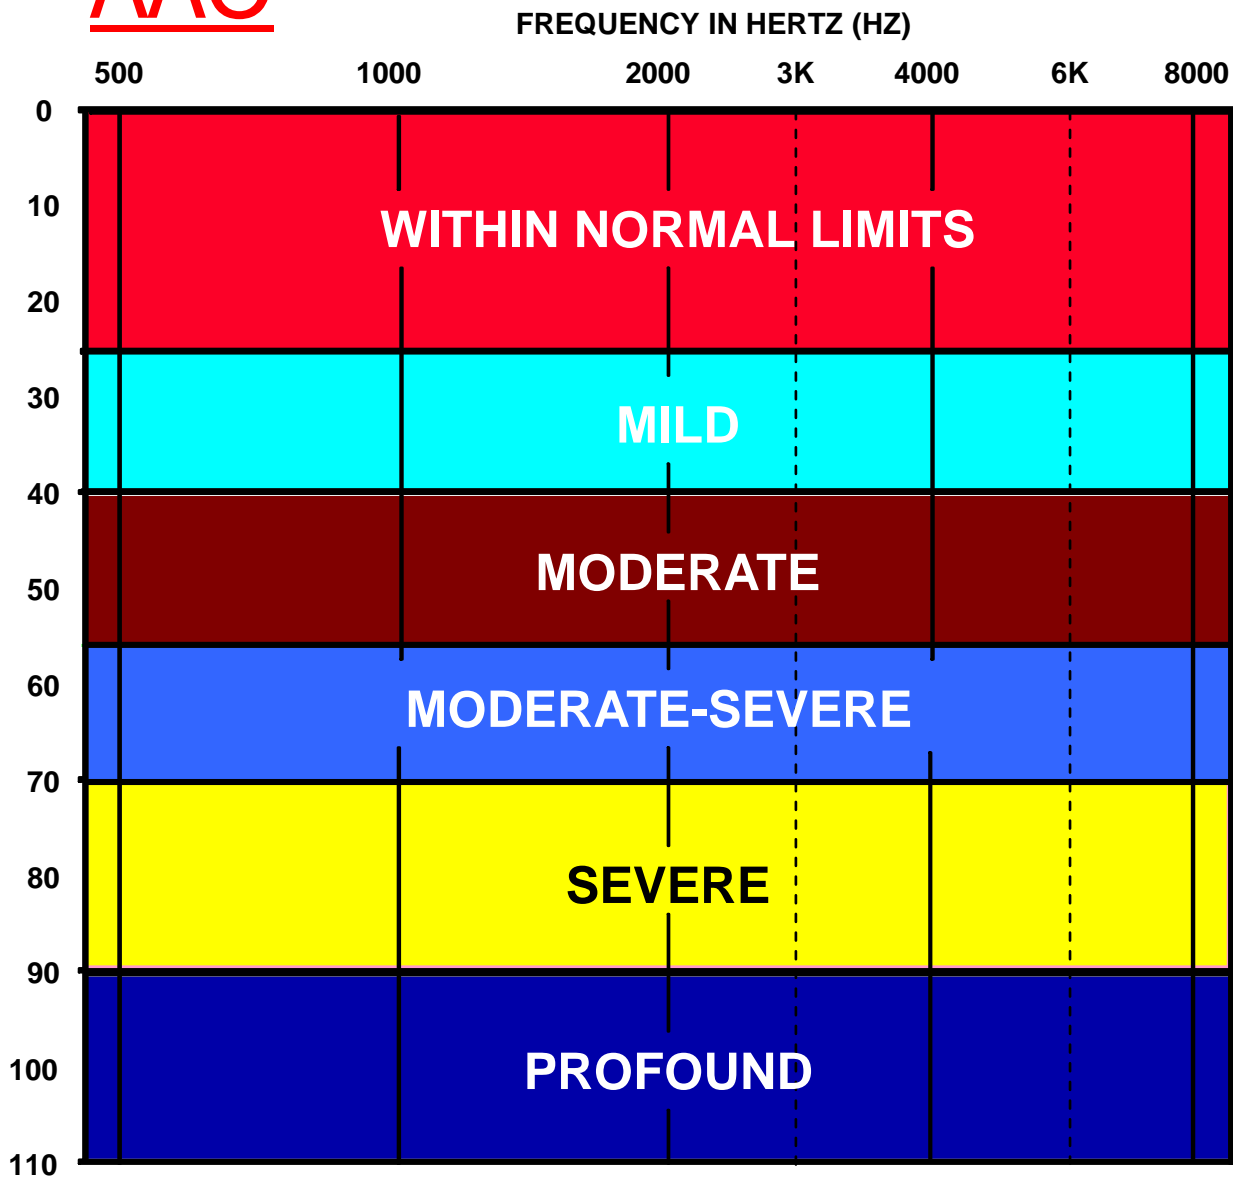 FREQUENCY IN HERTZ (HZ)
500 1000 2000 3K 4000 6K 8000
0
10
WITHIN NORMAL LIMITS
20
30
MILD
40
MODERATE
50
60
MODERATE-SEVERE
70
80
SEVERE
90
100
PROFOUND
110